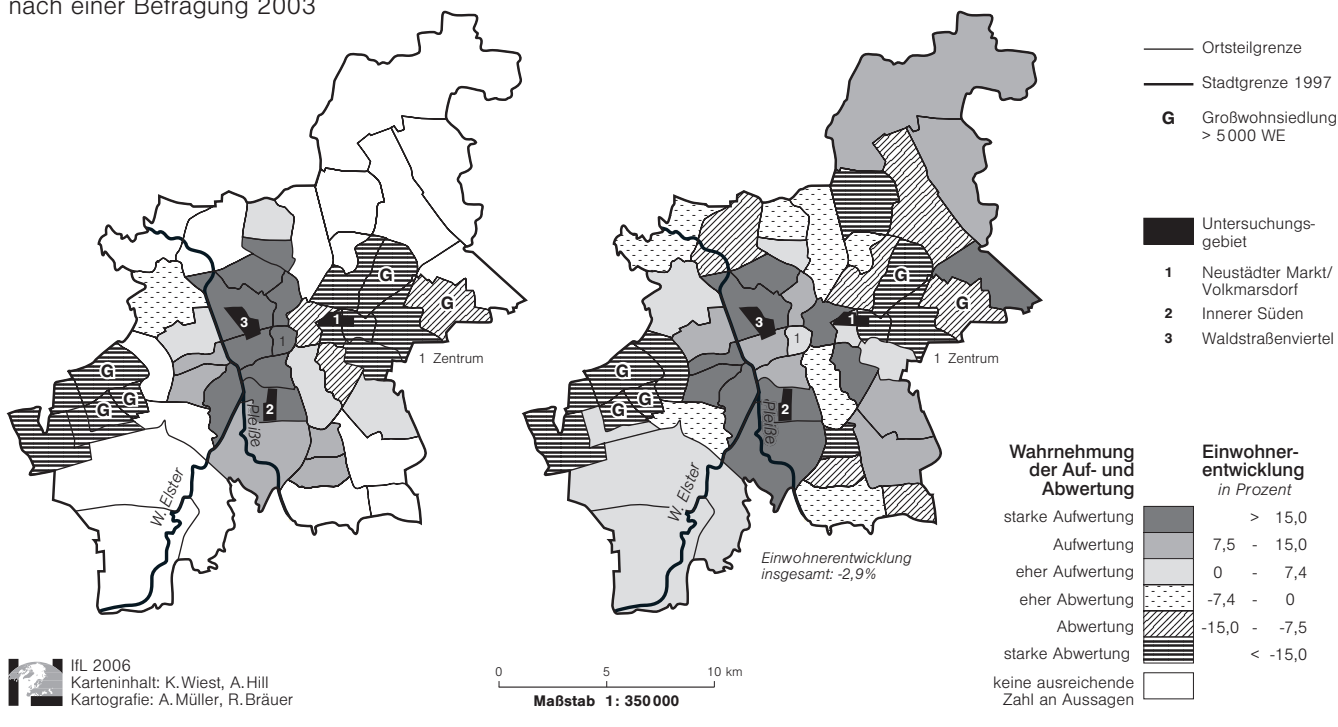 nach einer Befragung 2003
Ortsteilgrenze
Stadtgrenze 1997
G Großwohnsiedlung
> 5000 WE
Untersuchungs-
gebiet
1 Neustädter Markt/
Volkmarsdorf
2 Innerer Süden
3 Waldstraßenviertel
G
G
3
1
1
1 Zentrum
G
G
G
2
Pleiße
W. Elster
G
G
3
1
1
1 Zentrum
G
G
G
2
Pleiße
W. Elster
Einwohnerentwicklung
insgesamt: -2,9%
Wahrnehmung
der Auf- und
Abwertung
Einwohner-
entwicklung
in Prozent
starke Aufwertung > 15,0
Aufwertung 7,5 - 15,0
eher Aufwertung 0 - 7,4
eher Abwertung -7,4 - 0
Abwertung -15,0 - -7,5
starke Abwertung < -15,0
keine ausreichende
Zahl an Aussagen
IfL 2006
Karteninhalt: K. Wiest, A. Hill
Kartografie: A. Müller, R. Bräuer
0 5 10 km
Maßstab 1: 350 000